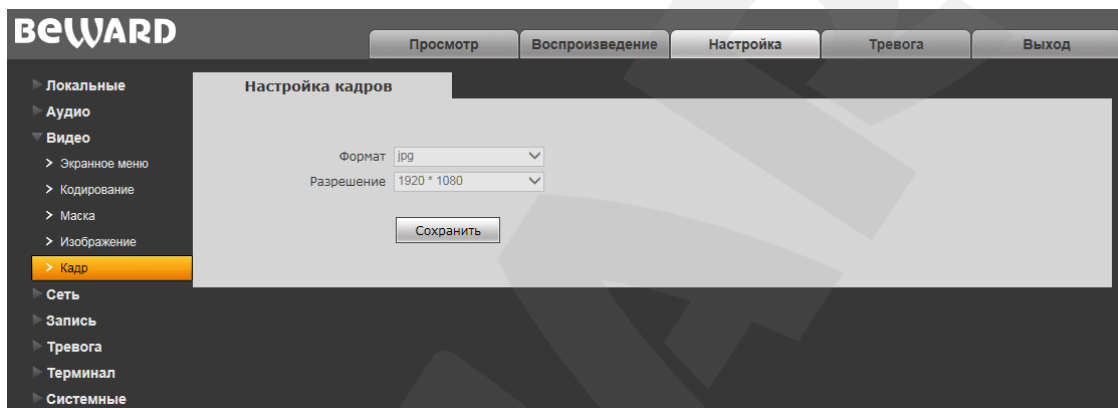 BEWARD
Просмотр Воспроизведение Настройка Тревога Выход
Локальные
Аудио
Видео
Экранное меню
Кодирование
Маска
Изображение
Кадр
Сеть
Запись
Тревога
Терминал
Системные
Настройка кадров
Формат jpg
Разрешение 1920 * 1080
Сохранить